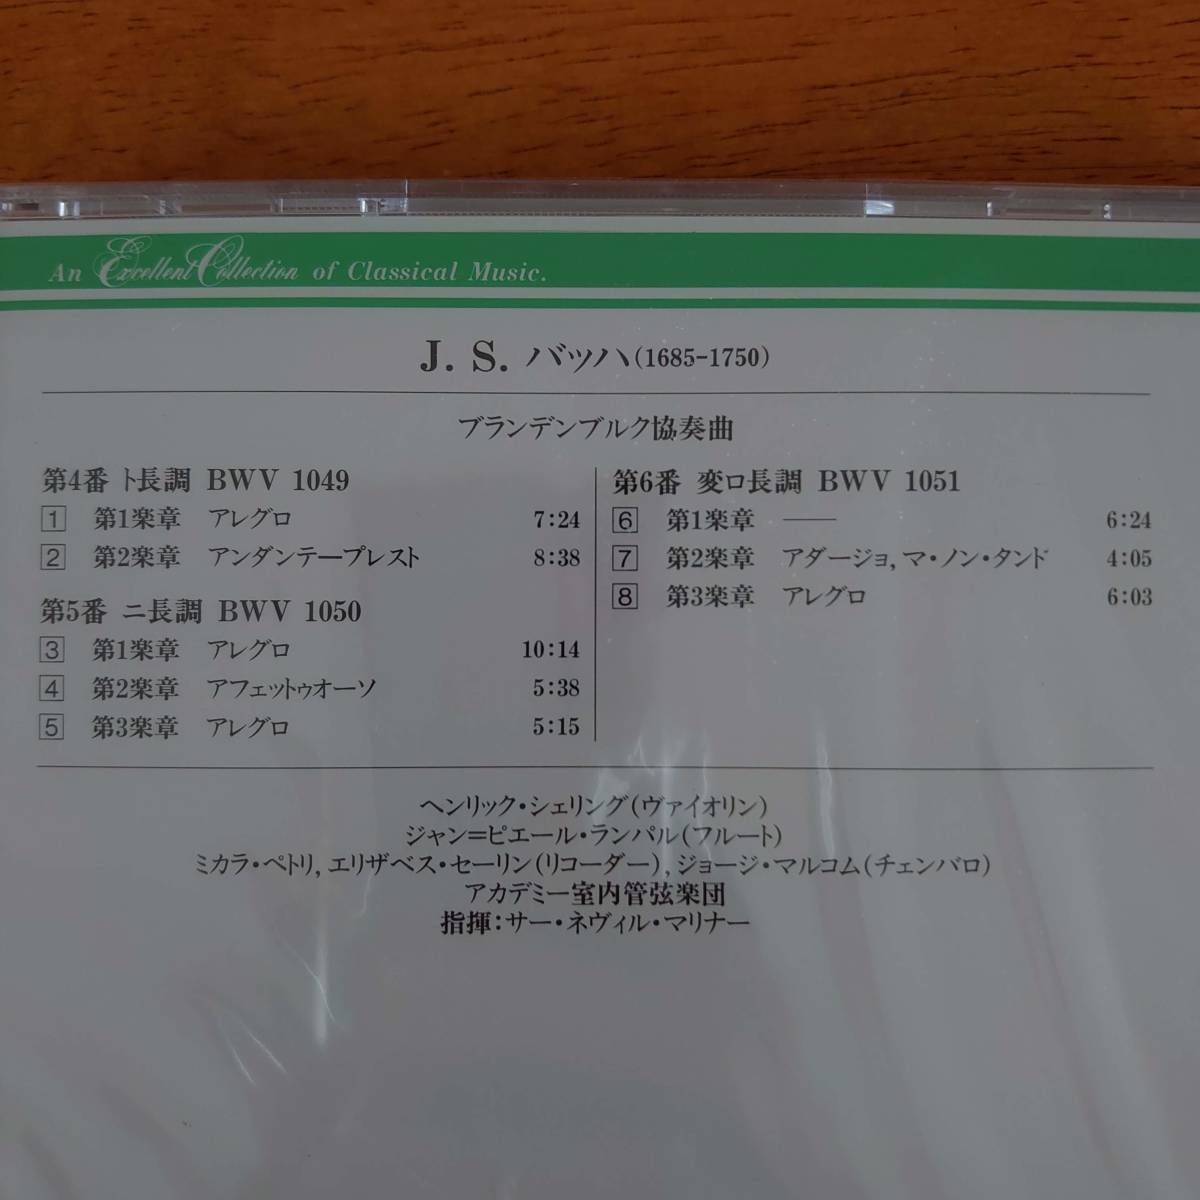 An Excellent Collection of Classical Music.
J. S. バッハ(1685-1750)
ブランデンブルク協奏曲
第4番 ト長調 BWV 1049
1 第1楽章 アレグロ 7:24
2 第2楽章 アンダンテープレスト 8:38
第5番 ニ長調 BWV 1050
3 第1楽章 アレグロ 10:14
4 第2楽章 アフェットゥオーソ 5:38
5 第3楽章 アレグロ 5:15
第6番 変ロ長調 BWV 1051
6 第1楽章 —— 6:24
7 第2楽章 アダージョ,マ・ノン・タンド 4:05
8 第3楽章 アレグロ 6:03
ヘンリック・シェリング(ヴァイオリン)
ジャン=ピエール・ランパル(フルート)
ミカラ・ペトリ,エリザベス・セーリン(リコーダー),ジョージ・マルコム(チェンバロ)
アカデミー室内管弦楽団
指揮:サー・ネヴィル・マリナー